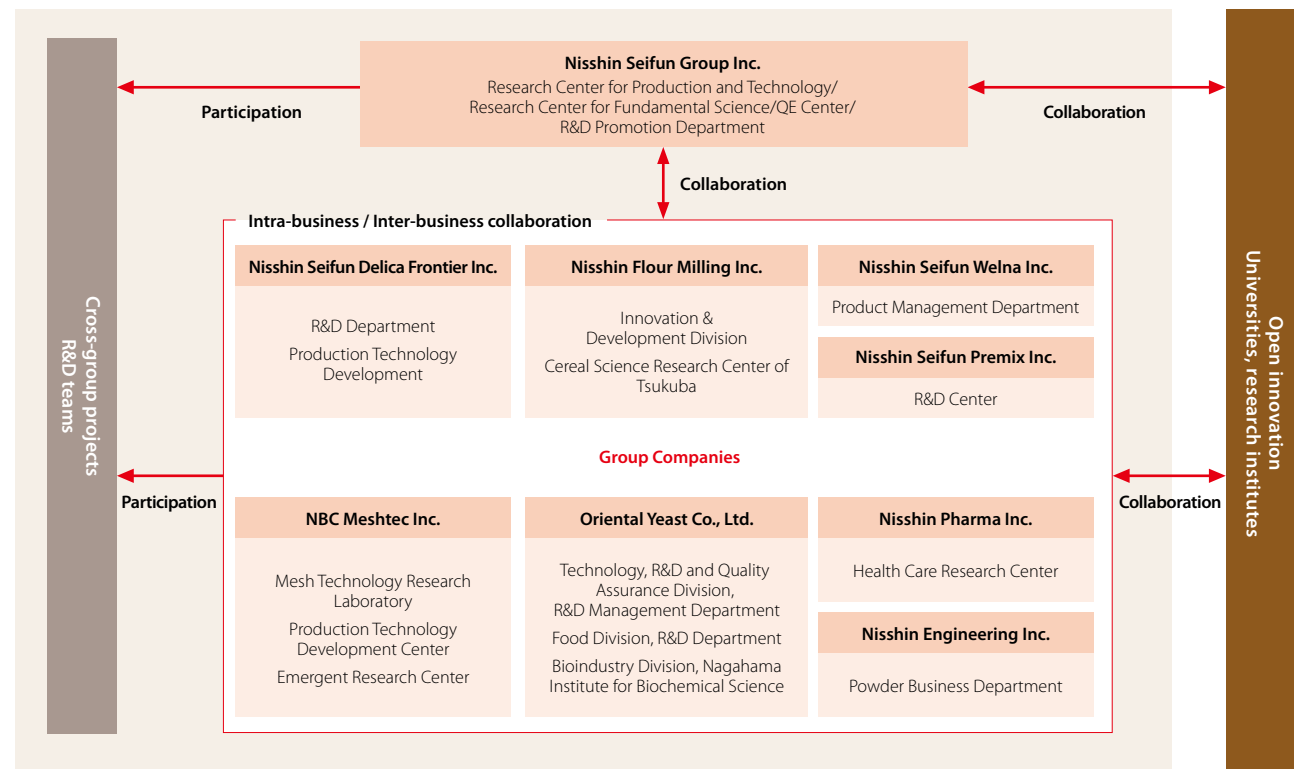 Nisshin Seifun Group Inc.
Research Center for Production and Technology/
Research Center for Fundamental Science/QE Center/
R&D Promotion Department
Participation
Collaboration
Collaboration
Cross-group projects
R&D teams
Open innovation
Universities, research institutes
Intra-business / Inter-business collaboration
Nisshin Seifun Delica Frontier Inc.
R&D Department
Production Technology
Development
Nisshin Flour Milling Inc.
Innovation &
Development Division
Cereal Science Research Center of
Tsukuba
Nisshin Seifun Welna Inc.
Product Management Department
Nisshin Seifun Premix Inc.
R&D Center
Group Companies
Participation
Collaboration
NBC Meshtec Inc.
Mesh Technology Research
Laboratory
Production Technology
Development Center
Emergent Research Center
Oriental Yeast Co., Ltd.
Technology, R&D and Quality
Assurance Division,
R&D Management Department
Food Division, R&D Department
Bioindustry Division, Nagahama
Institute for Biochemical Science
Nisshin Pharma Inc.
Health Care Research Center
Nisshin Engineering Inc.
Powder Business Department